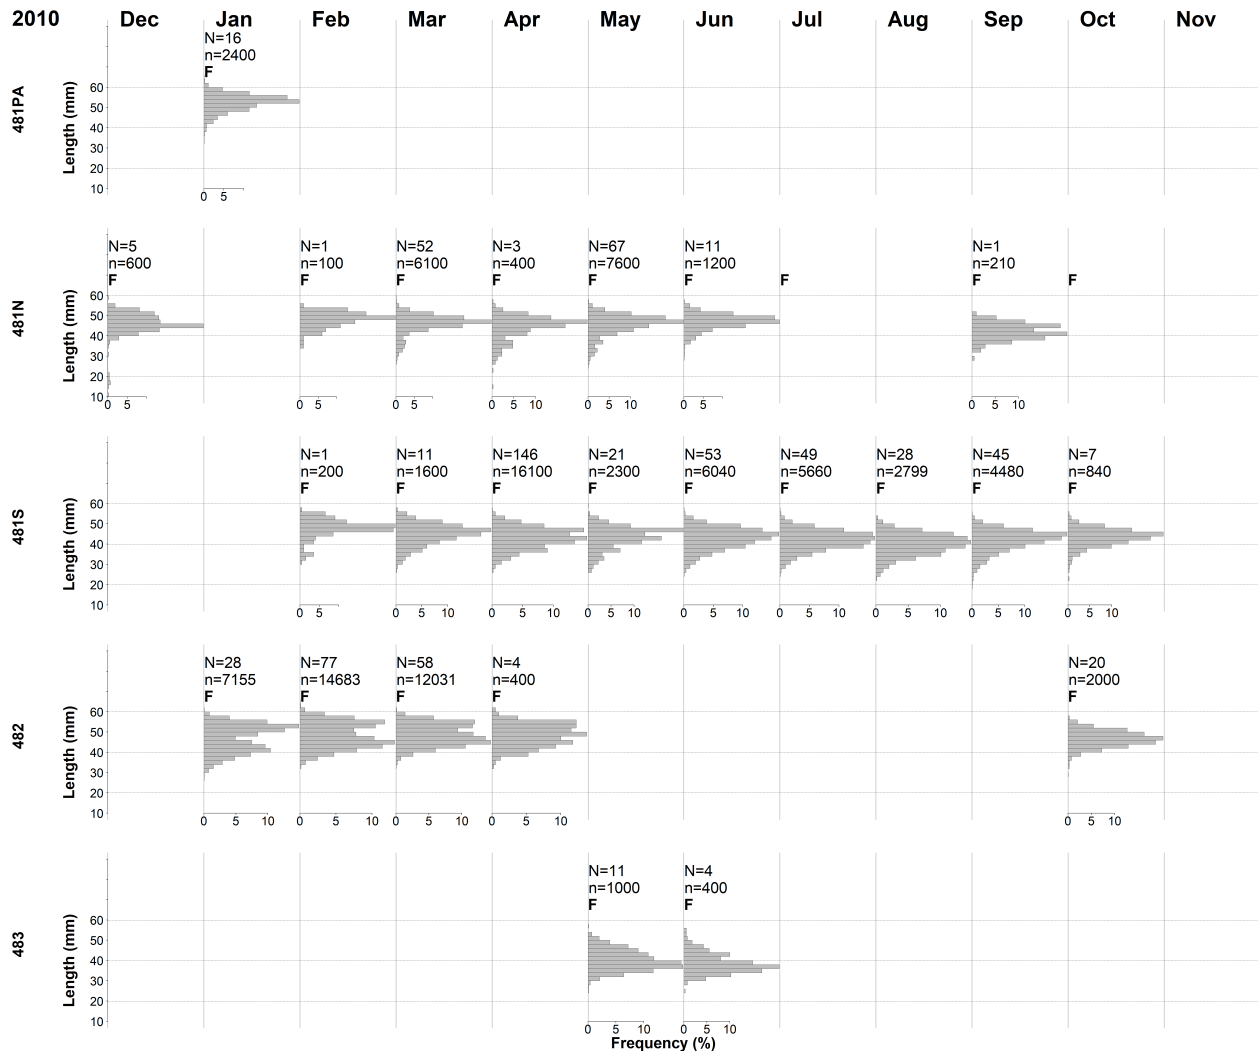 2010 Dec Jan Feb Mar Apr May Jun Jul Aug Sep Oct Nov
N=16
n=2400
F
481PA
Length (mm)
60
50
40
30
20
10
0 5
N=5 N=1 N=52 N=3 N=67 N=11 N=1
n=600 n=100 n=6100 n=400 n=7600 n=1200 n=210
F F F F F F F F F
481N
Length (mm)
60
50
40
30
20
10
0 5 0 5 0 5 0 5 10 0 5 10 0 5 0 5 10
N=1 N=11 N=146 N=21 N=53 N=49 N=28 N=45 N=7
n=200 n=1600 n=16100 n=2300 n=6040 n=5660 n=2799 n=4480 n=840
F F F F F F F F F
481S
Length (mm)
60
50
40
30
20
10
0 5 0 5 10 0 5 10 0 5 10 0 5 10 0 5 10 0 5 10 0 5 10 0 5 10
N=28 N=77 N=58 N=4 N=20
n=7155 n=14683 n=12031 n=400 n=2000
F F F F F
482
Length (mm)
60
50
40
30
20
10
0 5 10 0 5 10 0 5 10 0 5 10 0 5 10
N=11 N=4
n=1000 n=400
F F
483
Length (mm)
60
50
40
30
20
10
0 5 10 0 5 10
Frequency (%)